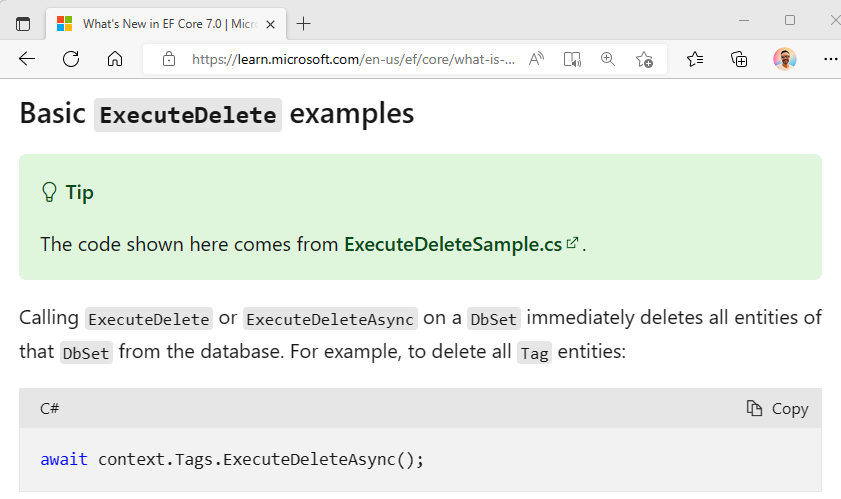 What's New in EF Core 7.0 | Micro
https://learn.microsoft.com/en-us/ef/core/what-is-...
Basic ExecuteDelete examples
Tip
The code shown here comes from ExecuteDeleteSample.cs.
Calling ExecuteDelete or ExecuteDeleteAsync on a DbSet immediately deletes all entities of
that DbSet from the database. For example, to delete all Tag entities:
C# Copy
await context.Tags.ExecuteDeleteAsync();